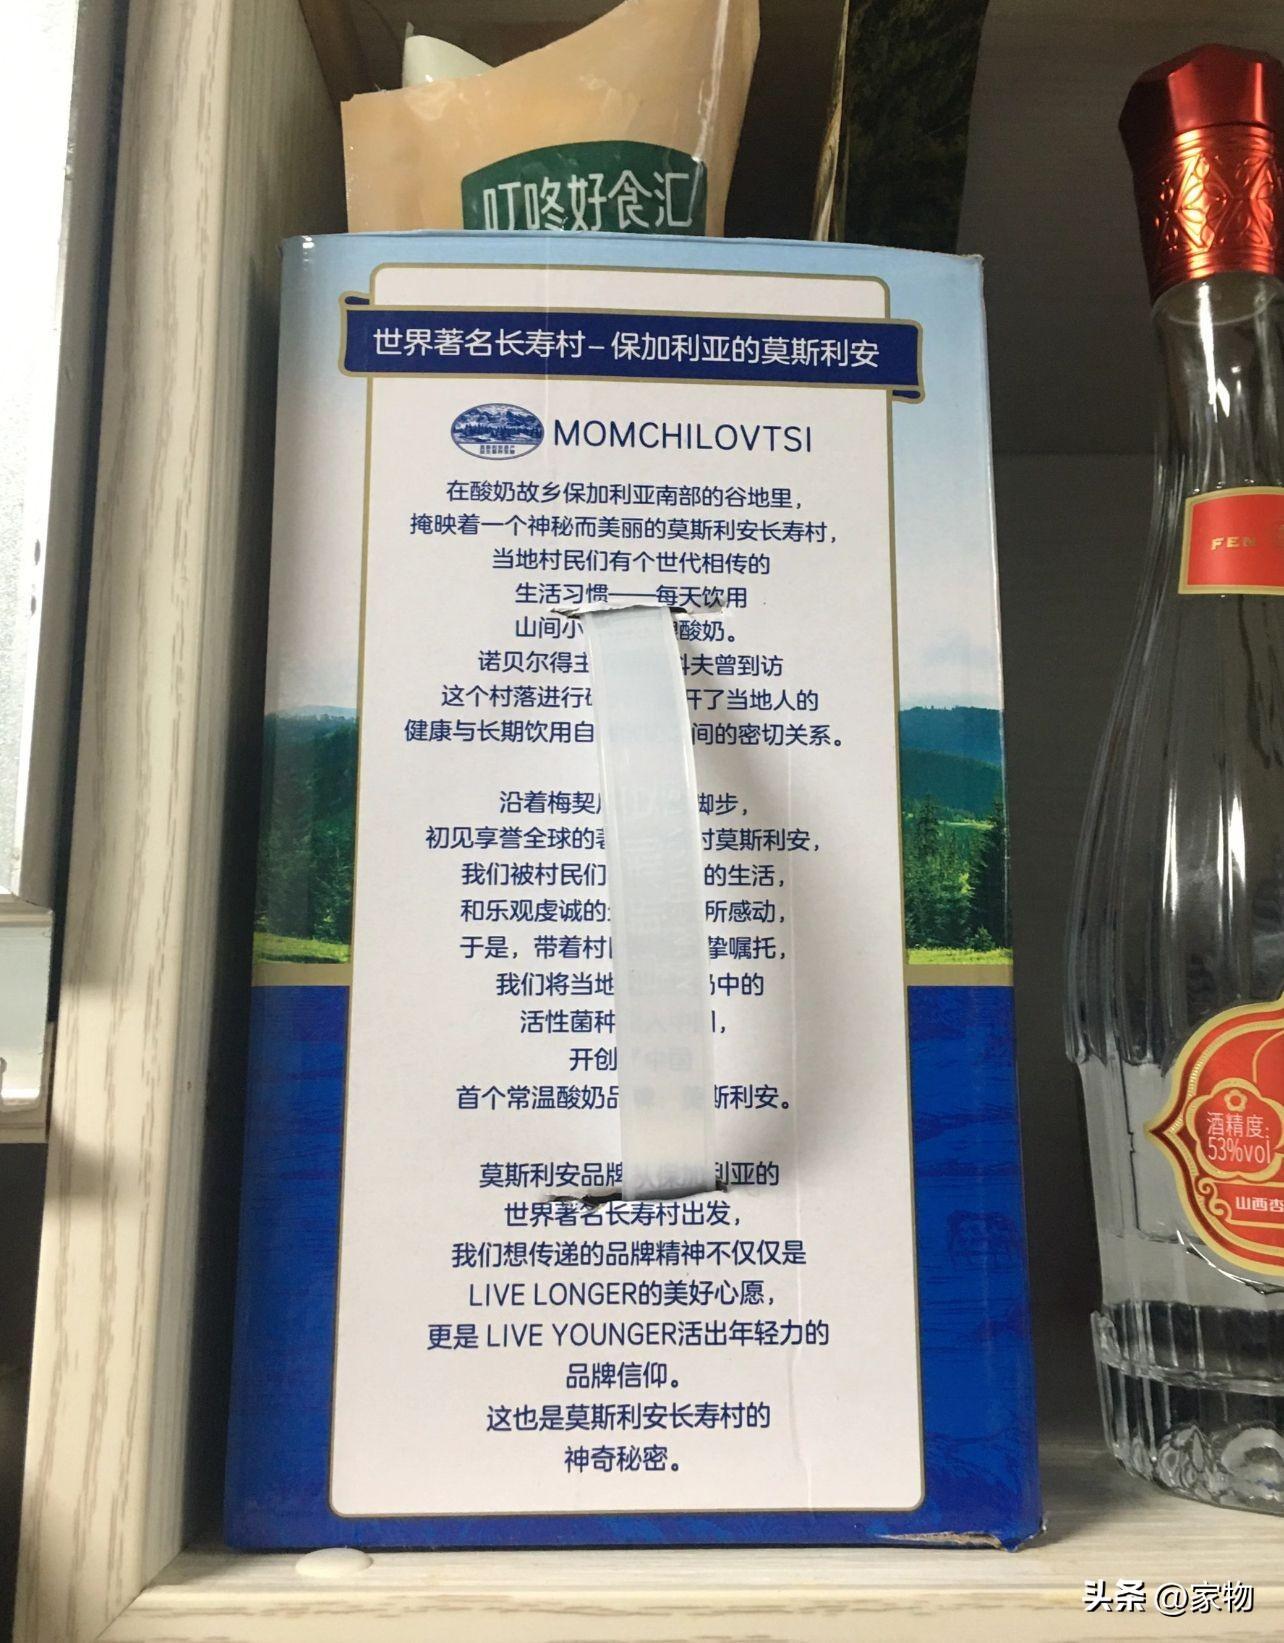 叮咚好食汇
世界著名长寿村–保加利亚的莫斯利安
MOMCHILOVTSI
在酸奶故乡保加利亚南部的谷地里，
掩映着一个神秘而美丽的莫斯利安长寿村，
当地村民们有个世代相传的
生活习惯——每天饮用
山间小 酸奶。
诺贝尔得主 科夫曾到访
这个村落进行 开了当地人的
健康与长期饮用自 间的密切关系。
沿着梅契 脚步，
初见享誉全球的著 村莫斯利安，
我们被村民们 的生活，
和乐观虔诚的 所感动，
于是，带着村 挚嘱托，
我们将当地 奶中的
活性菌种
开创 中国
首个常温酸奶品牌 莫斯利安。
莫斯利安品牌从保加利亚的
世界著名长寿村出发，
我们想传递的品牌精神不仅仅是
LIVE LONGER的美好心愿，
更是 LIVE YOUNGER活出年轻力的
品牌信仰。
这也是莫斯利安长寿村的
神奇秘密。
FEN
酒精度：
53%vol
山西杏
头条 @家物